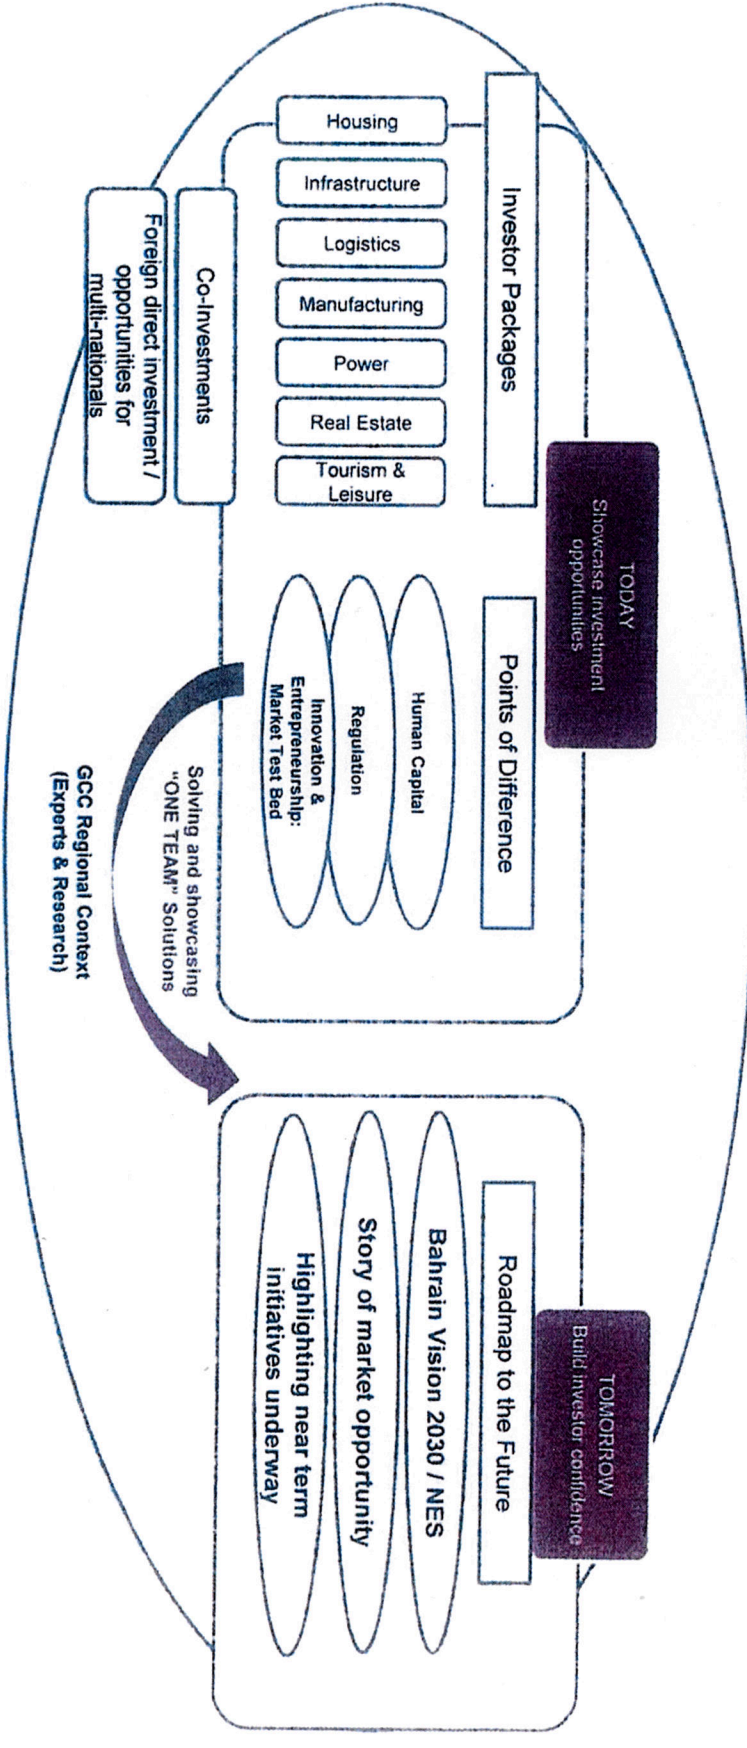 TODAY
Showcase investment
opportunities
Investor Packages
Housing
Infrastructure
Logistics
Manufacturing
Power
Real Estate
Tourism &
Leisure
Co-Investments
Foreign direct investment /
opportunities for
multi-nationals
Points of Difference
Human Capital
Regulation
Innovation &
Entrepreneurship:
Market Test Bed
Solving and showcasing
"ONE TEAM" Solutions
GCC Regional Context
(Experts & Research)
TOMORROW
Build investor confidence
Roadmap to the Future
Bahrain Vision 2030 / NES
Story of market opportunity
Highlighting near term
initiatives underway